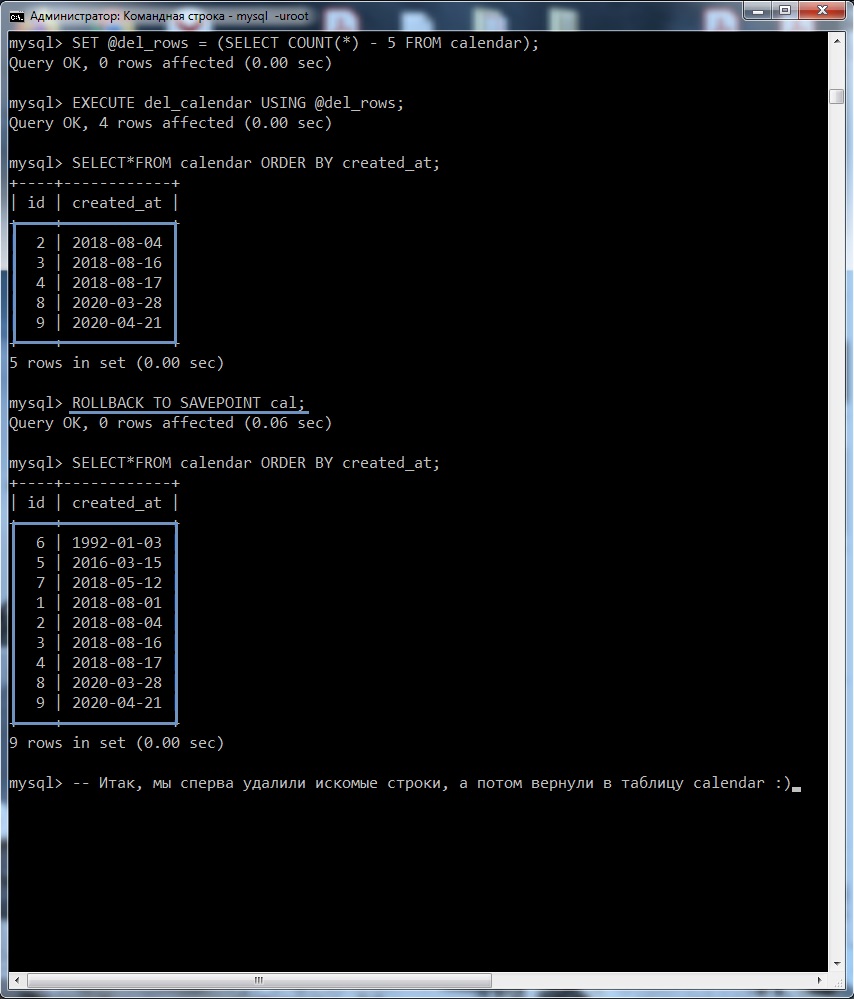 Администратор: Командная строка - mysql -uroot
mysql> SET @del_rows = (SELECT COUNT(*) - 5 FROM calendar);
Query OK, 0 rows affected (0.00 sec)
mysql> EXECUTE del_calendar USING @del_rows;
Query OK, 4 rows affected (0.00 sec)
mysql> SELECT*FROM calendar ORDER BY created_at;
+----+------------+
| id | created_at |
+----+------------+
2 | 2018-08-04
3 | 2018-08-16
4 | 2018-08-17
8 | 2020-03-28
9 | 2020-04-21
5 rows in set (0.00 sec)
mysql> ROLLBACK TO SAVEPOINT cal;
Query OK, 0 rows affected (0.06 sec)
mysql> SELECT*FROM calendar ORDER BY created_at;
+----+------------+
| id | created_at |
+----+------------+
6 | 1992-01-03
5 | 2016-03-15
7 | 2018-05-12
1 | 2018-08-01
2 | 2018-08-04
3 | 2018-08-16
4 | 2018-08-17
8 | 2020-03-28
9 | 2020-04-21
9 rows in set (0.00 sec)
mysql> -- Итак, мы сперва удалили искомые строки, а потом вернули в таблицу calendar :)